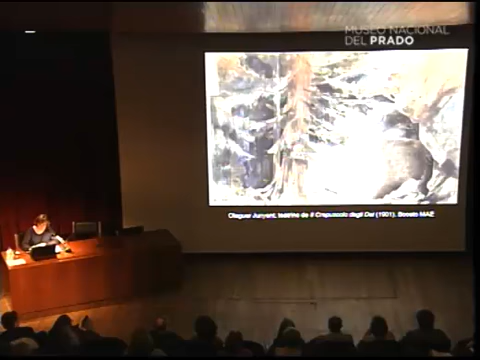 MUSEO NACIONAL
DEL PRADO
Oleguer Junyent, teatrino de Il Crepuscolo degli Dei (1901). Boceto MAE